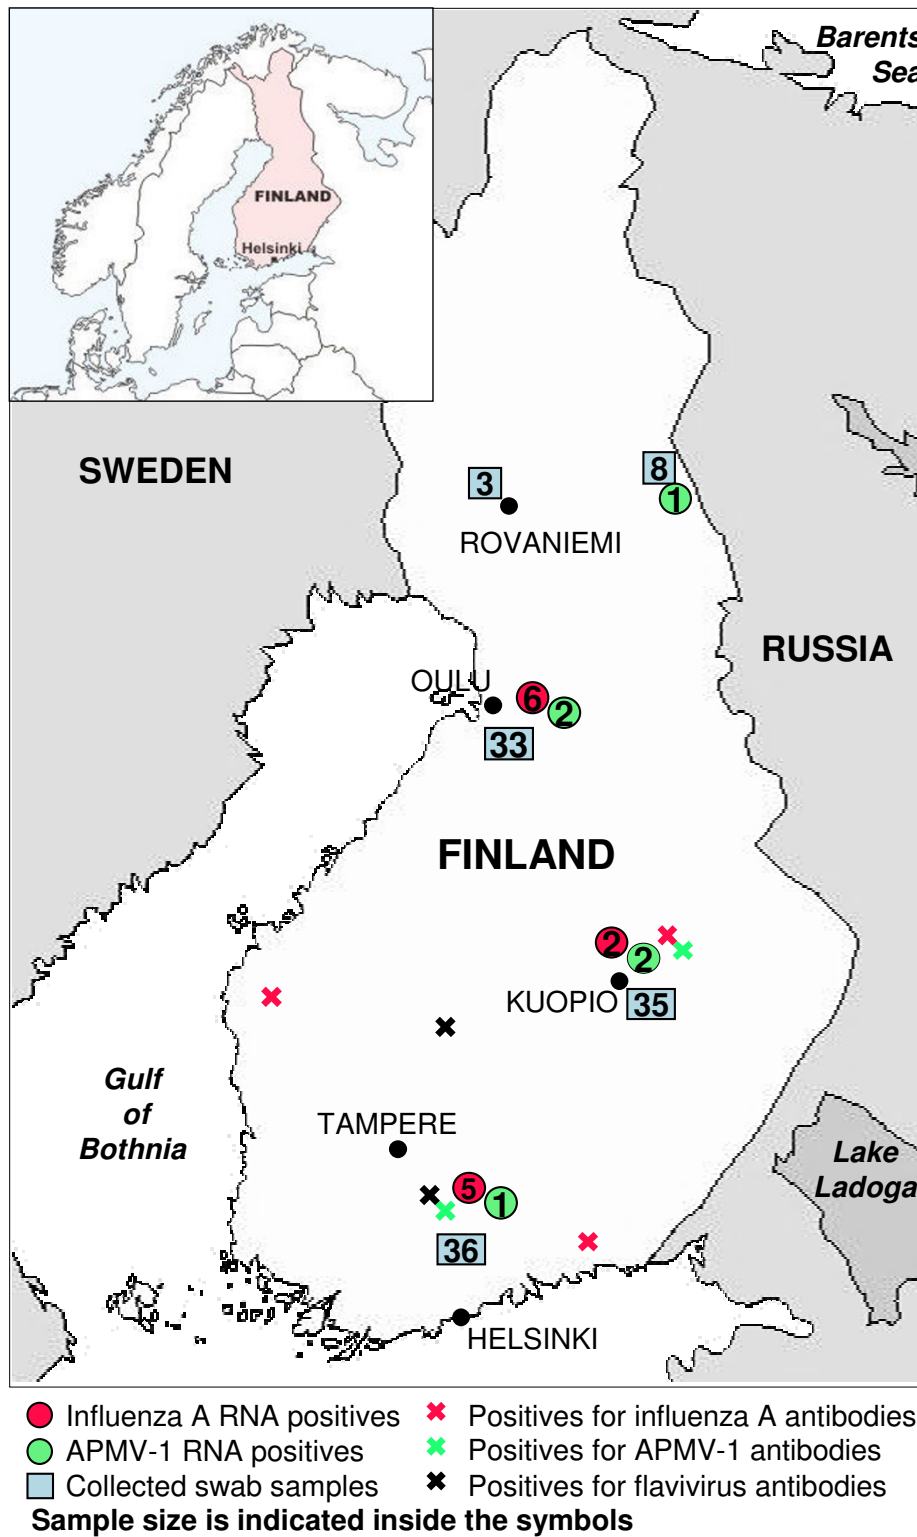 Barents
Sea
FINLAND
Helsinki
SWEDEN
3
8
1
ROVANIEMI
RUSSIA
OULU
6
2
33
FINLAND
2
2
KUOPIO
35
Gulf
of
Bothnia
TAMPERE
Lake
Ladoga
5
1
36
HELSINKI
Influenza A RNA positives
Positives for influenza A antibodies
APMV-1 RNA positives
Positives for APMV-1 antibodies
Collected swab samples
Positives for flavivirus antibodies
Sample size is indicated inside the symbols